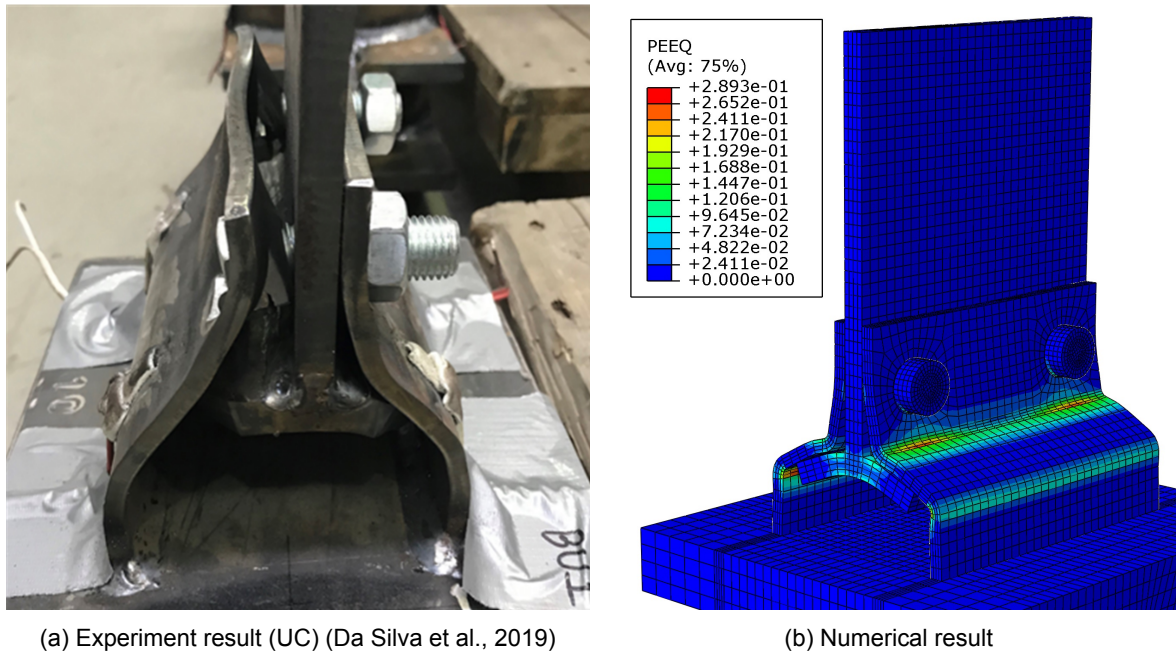 PEEQ
(Avg: 75%)
+2.893e-01
+2.652e-01
+2.411e-01
+2.170e-01
+1.929e-01
+1.688e-01
+1.447e-01
+1.206e-01
+9.645e-02
+7.234e-02
+4.822e-02
+2.411e-02
+0.000e+00
(a) Experiment result (UC) (Da Silva et al., 2019)
(b) Numerical result